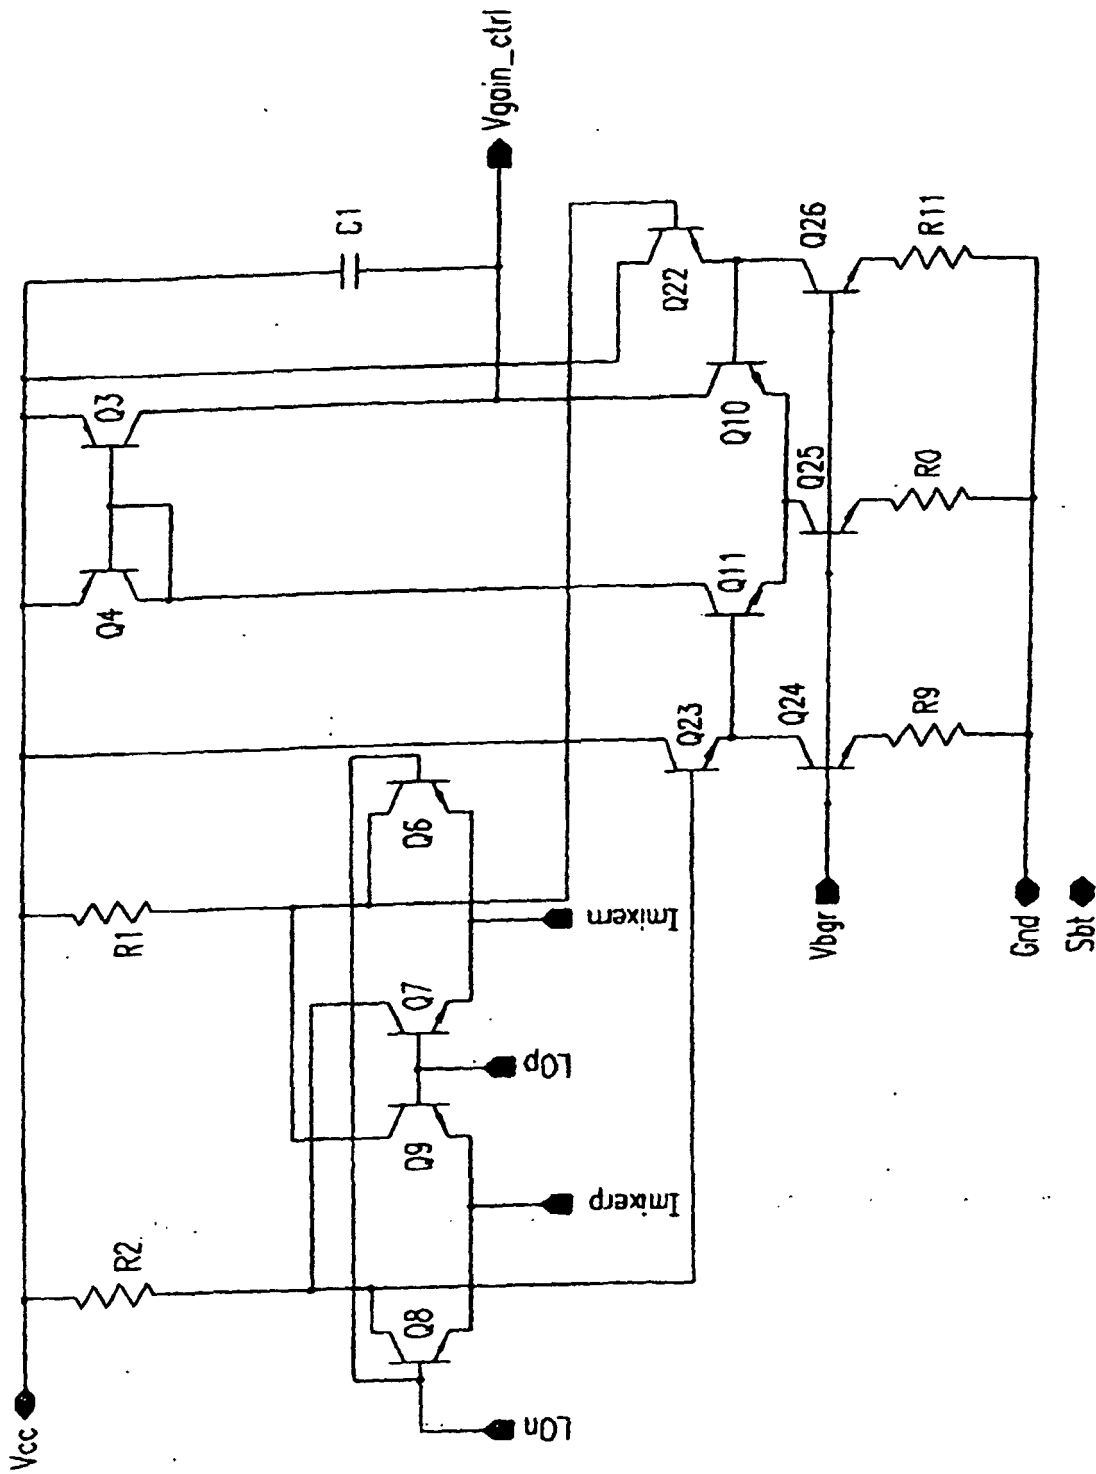 Vcc
R2
R1
Q4
Q3
C1
Vgain_ctrl
Q8
Q9
Q7
Q6
LOn
LOp
Imixerp
Imixern
Q23
Q11
Q10
Q22
Q24
Q25
Q26
Vbgr
R9
R0
R11
Gnd
Sbt